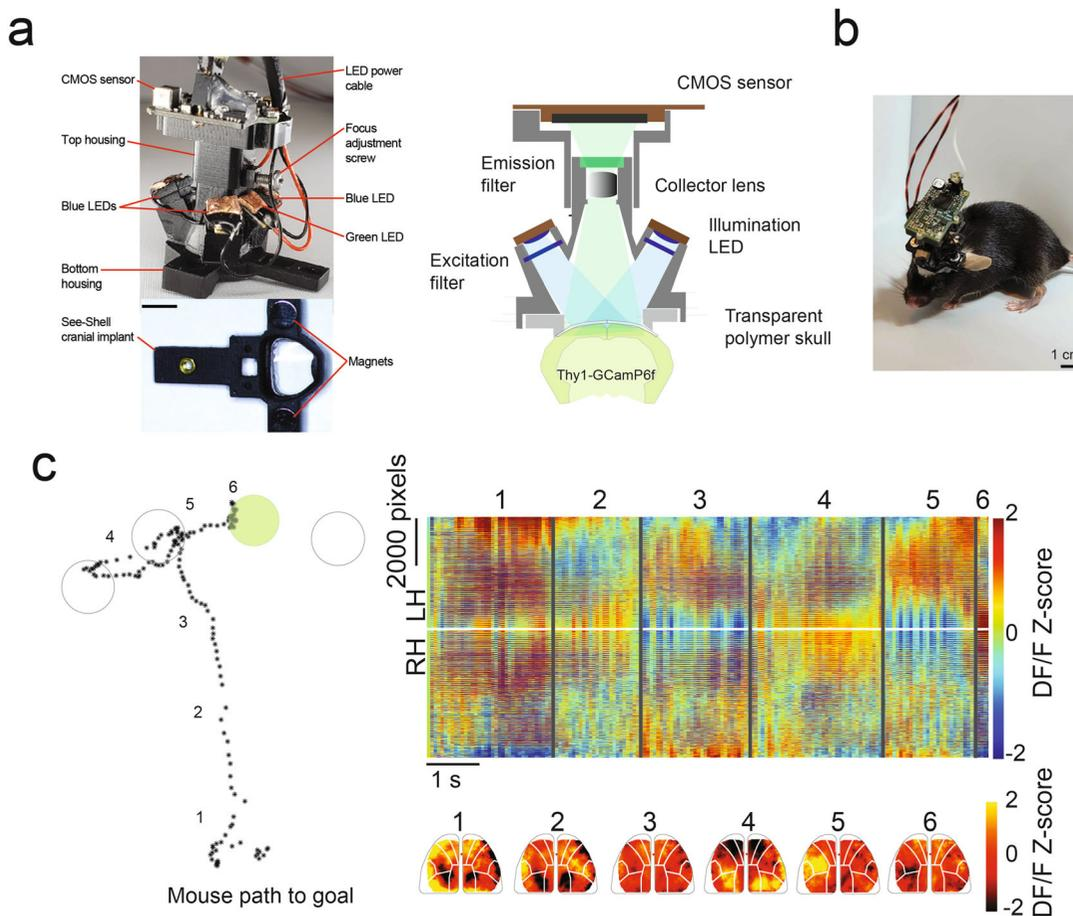 a
b
CMOS sensor
LED power
cable
Top housing
Focus
adjustment
screw
Blue LEDs
Blue LED
Green LED
Bottom
housing
See-Shell
cranial implant
Magnets
CMOS sensor
Emission
filter
Collector lens
Illumination
LED
Excitation
filter
Transparent
polymer skull
Thy1-GCamP6f
1 cm
c
6
5
4
3
2
1
Mouse path to goal
2000 pixels
LH
RH
1 2 3 4 5 6
2
0
-2
DF/F Z-score
1 s
1 2 3 4 5 6
2
0
-2
DF/F Z-score